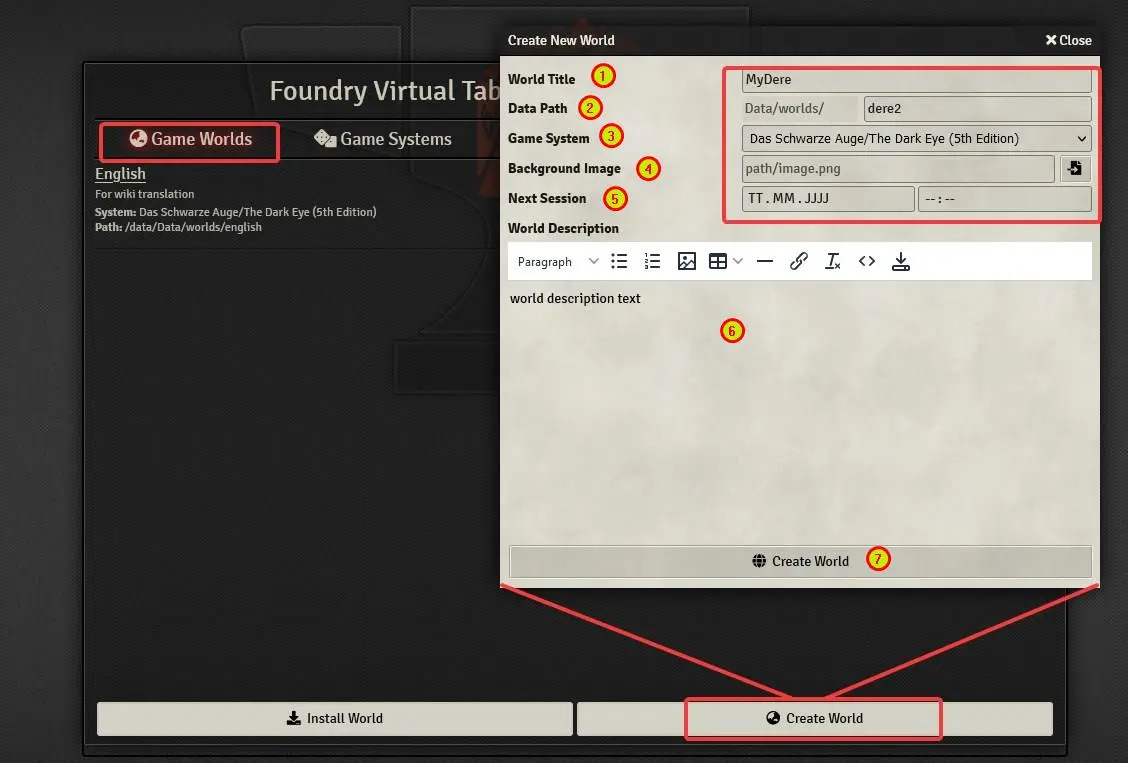 Foundry Virtual Tab
Game Worlds
Game Systems
English
For wiki translation
System: Das Schwarze Auge/The Dark Eye (5th Edition)
Path: /data/Data/worlds/english
Install World
Create World
Create New World
Close
World Title 1 MyDere
Data Path 2 Data/worlds/ dere2
Game System 3 Das Schwarze Auge/The Dark Eye (5th Edition)
Background Image 4 path/image.png
Next Session 5 TT.MM.JJJJ --:--
World Description
Paragraph
world description text
6
Create World 7